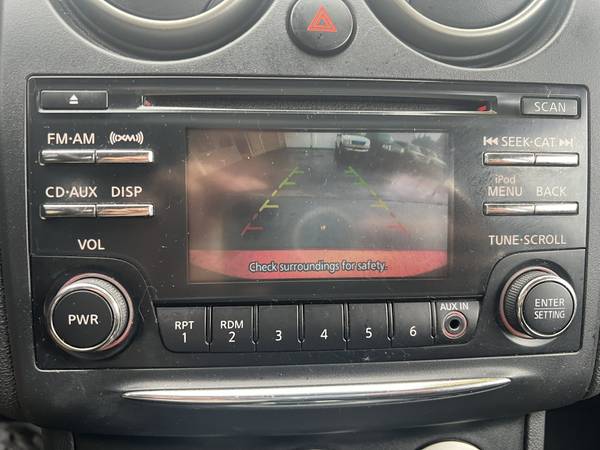 SCAN
FM·AM
((XM))
SEEK·CAT
CD·AUX
DISP
iPod
MENU
BACK
VOL
TUNE·SCROLL
Check surroundings for safety.
PWR
ENTER
SETTING
AUX IN
RPT
1
RDM
2
3
4
5
6